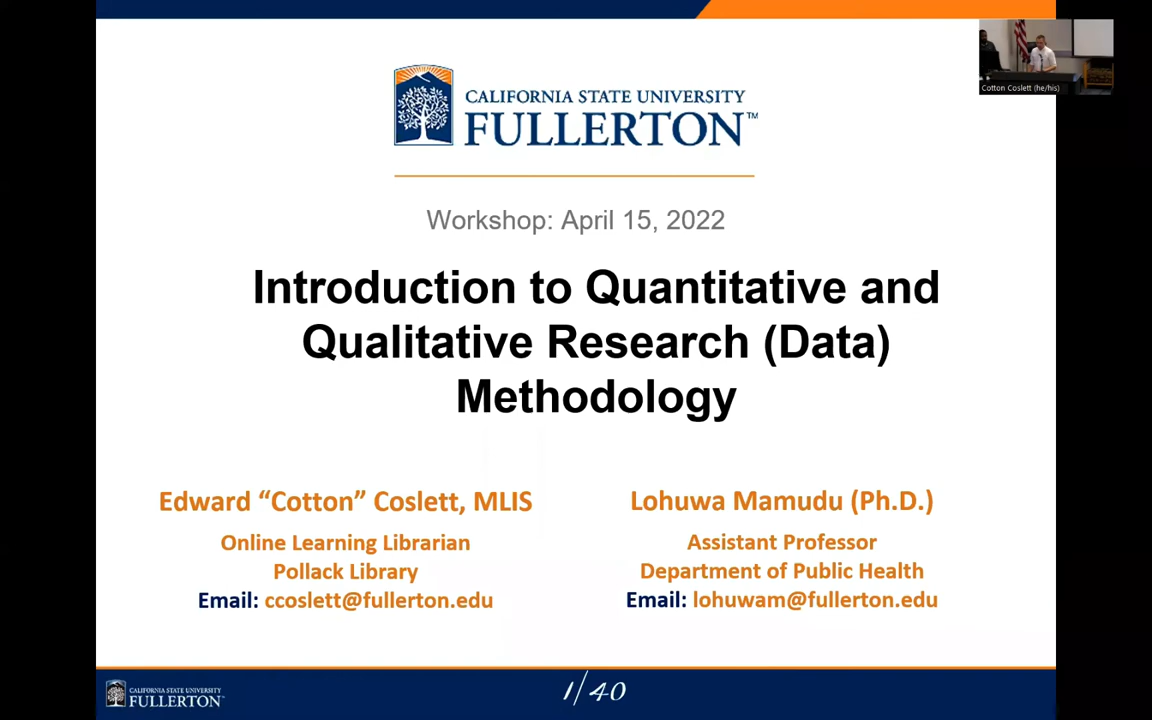 CALIFORNIA STATE UNIVERSITY
FULLERTON™
Cotton Coslett (he/his)
Workshop: April 15, 2022
Introduction to Quantitative and
Qualitative Research (Data)
Methodology
Edward “Cotton” Coslett, MLIS
Online Learning Librarian
Pollack Library
Email: ccoslett@fullerton.edu
Lohuwa Mamudu (Ph.D.)
Assistant Professor
Department of Public Health
Email: lohuwam@fullerton.edu
CALIFORNIA STATE UNIVERSITY
FULLERTON™
1/40